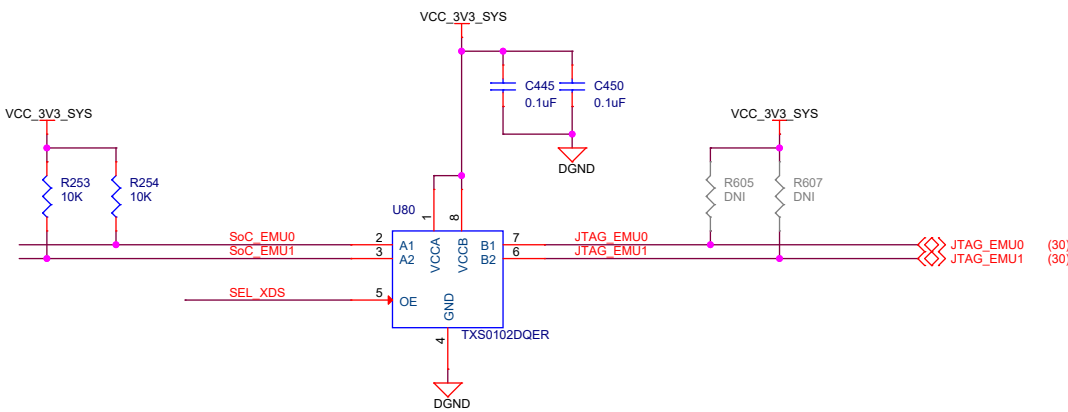 VCC_3V3_SYS
C445
0.1uF
C450
0.1uF
VCC_3V3_SYS
VCC_3V3_SYS
DGND
R253
10K
R254
10K
R605
DNI
R607
DNI
U80
1
8
SoC_EMU0
2
A1
VCCA
VCCB
B1
7
JTAG_EMU0
JTAG_EMU0 (30)
SoC_EMU1
3
A2
B2
6
JTAG_EMU1
JTAG_EMU1 (30)
SEL_XDS
5
OE
GND
4
TXS0102DQER
DGND